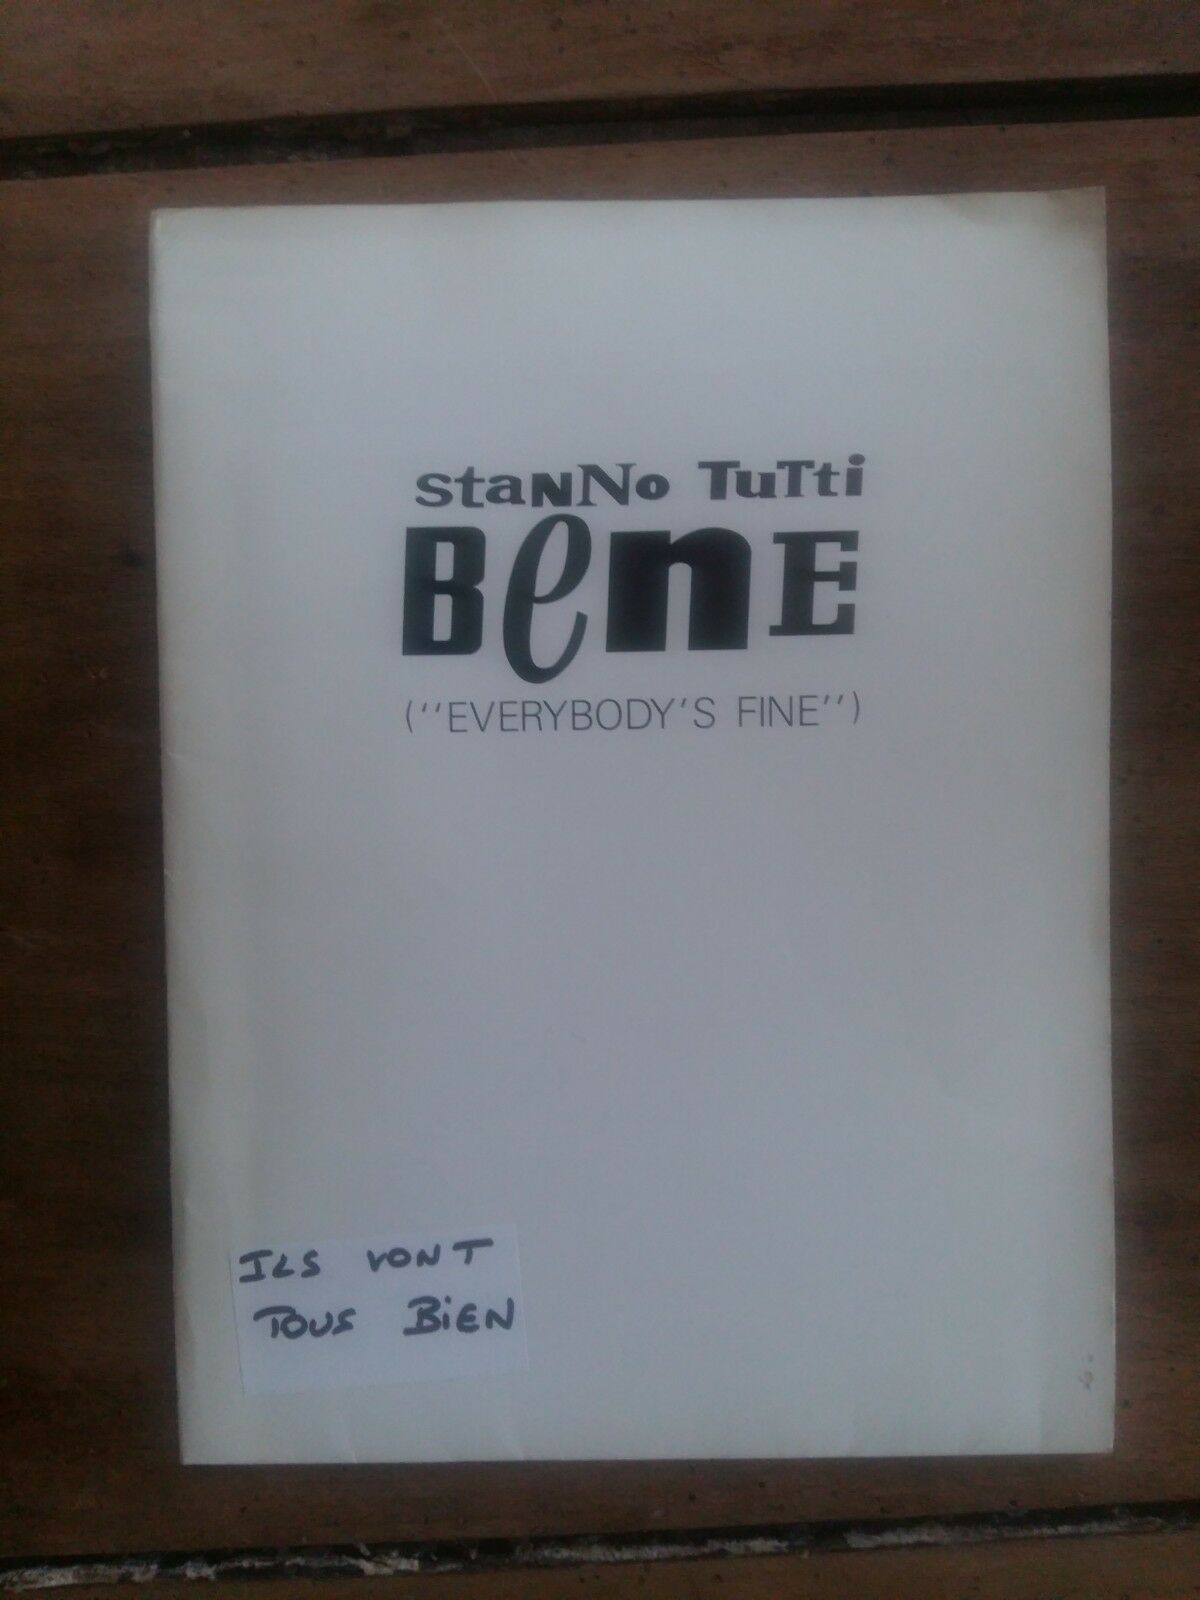 staNNo TuTti
BenE
(''EVERYBODY'S FINE'')
ILS VONT
TOUS BiEN